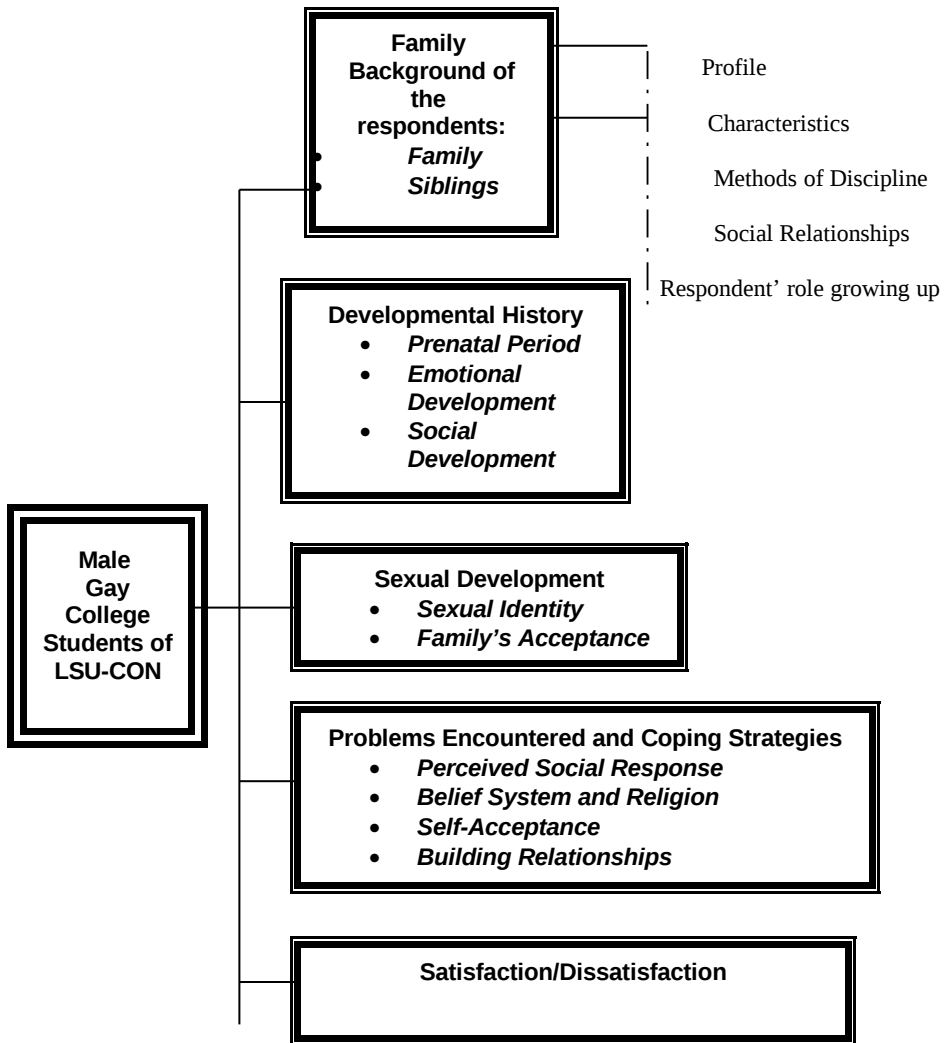 Family
Background of
the
respondents:
• Family
• Siblings
Profile
Characteristics
Methods of Discipline
Social Relationships
Respondent’ role growing up
Developmental History
• Prenatal Period
• Emotional
Development
• Social
Development
Male
Gay
College
Students of
LSU-CON
Sexual Development
• Sexual Identity
• Family’s Acceptance
Problems Encountered and Coping Strategies
• Perceived Social Response
• Belief System and Religion
• Self-Acceptance
• Building Relationships
Satisfaction/Dissatisfaction